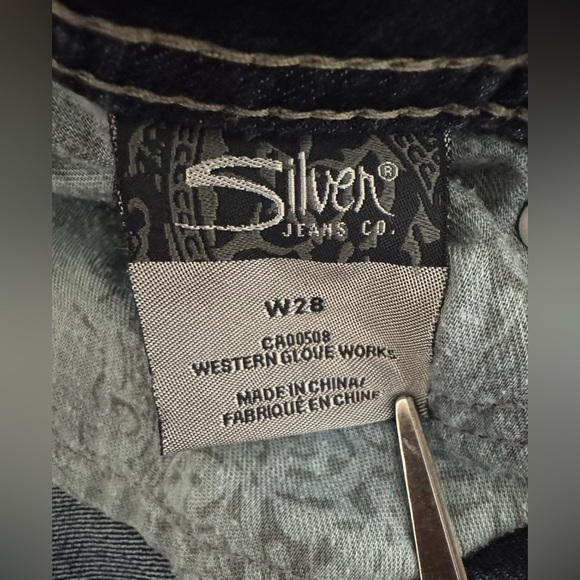 Silver®
JEANS CO.
W28
CA00508
WESTERN GLOVE WORKS
MADE IN CHINA/
FABRIQUÉ EN CHINE